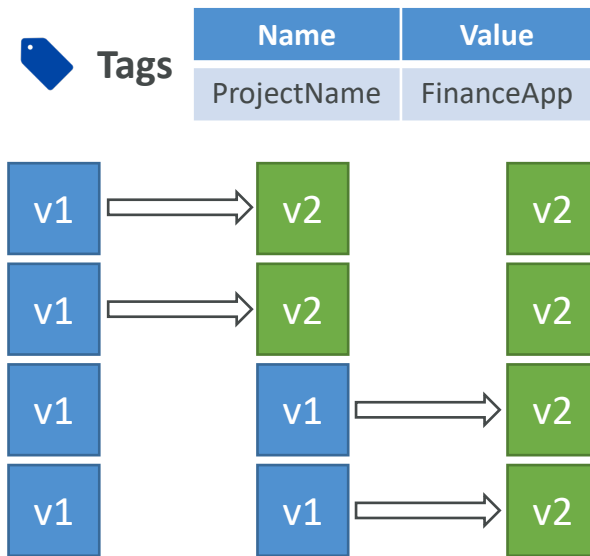 Tags
Name Value
ProjectName FinanceApp
v1 v2 v2
v1 v2 v2
v1 v1 v2
v1 v1 v2